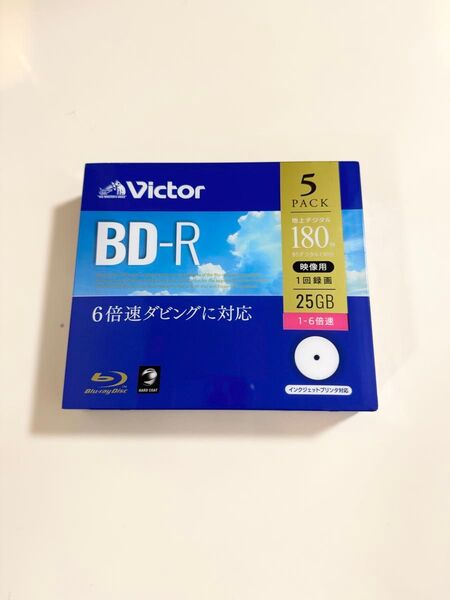 Victor
BD-R
6倍速ダビングに対応
Blu-ray Disc
HARD COAT
5
PACK
地上デジタル
180
映像用
1回録画
25GB
1-6倍速
インクジェットプリンタ対応